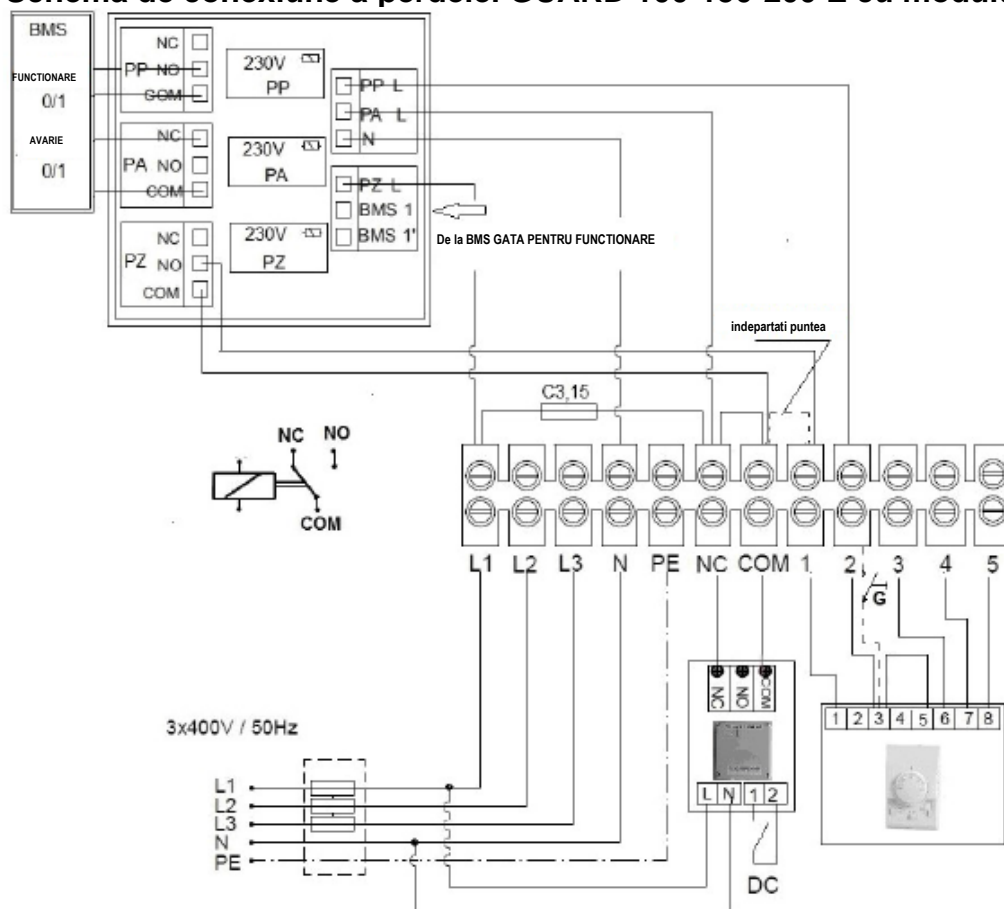 Schema de conexiune a perdelei GUARD 100-150-200-E cu module
BMS
FUNCTIONARE
0/1
AVARIE
0/1
NC
PP NO
COM
230V
PP
PP L
PA L
N
NC
PA NO
COM
230V
PA
PZ L
BMS 1
BMS 1'
NC
PZ NO
COM
230V
PZ
De la BMS GATA PENTRU FUNCTIONARE
indepartati puntea
C3,15
NC NO
COM
L1 L2 L3 N PE NC COM 1 2 3 4 5
G
NC NO COM
1 2 3 4 5 6 7 8
3x400V / 50Hz
L1
L2
L3
N
PE
L N 1 2
DC